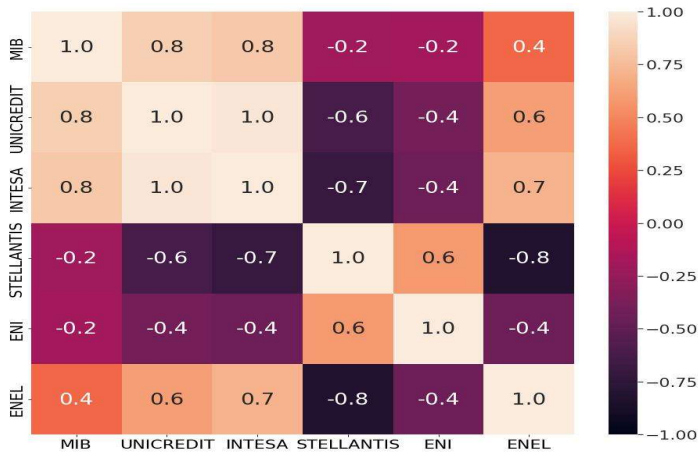 MIB 1.0 0.8 0.8 -0.2 -0.2 0.4
UNICREDIT 0.8 1.0 1.0 -0.6 -0.4 0.6
INTESA 0.8 1.0 1.0 -0.7 -0.4 0.7
STELLANTIS -0.2 -0.6 -0.7 1.0 0.6 -0.8
ENI -0.2 -0.4 -0.4 0.6 1.0 -0.4
ENEL 0.4 0.6 0.7 -0.8 -0.4 1.0
MIB UNICREDIT INTESA STELLANTIS ENI ENEL
1.00
0.75
0.50
0.25
0.00
−0.25
−0.50
−0.75
−1.00